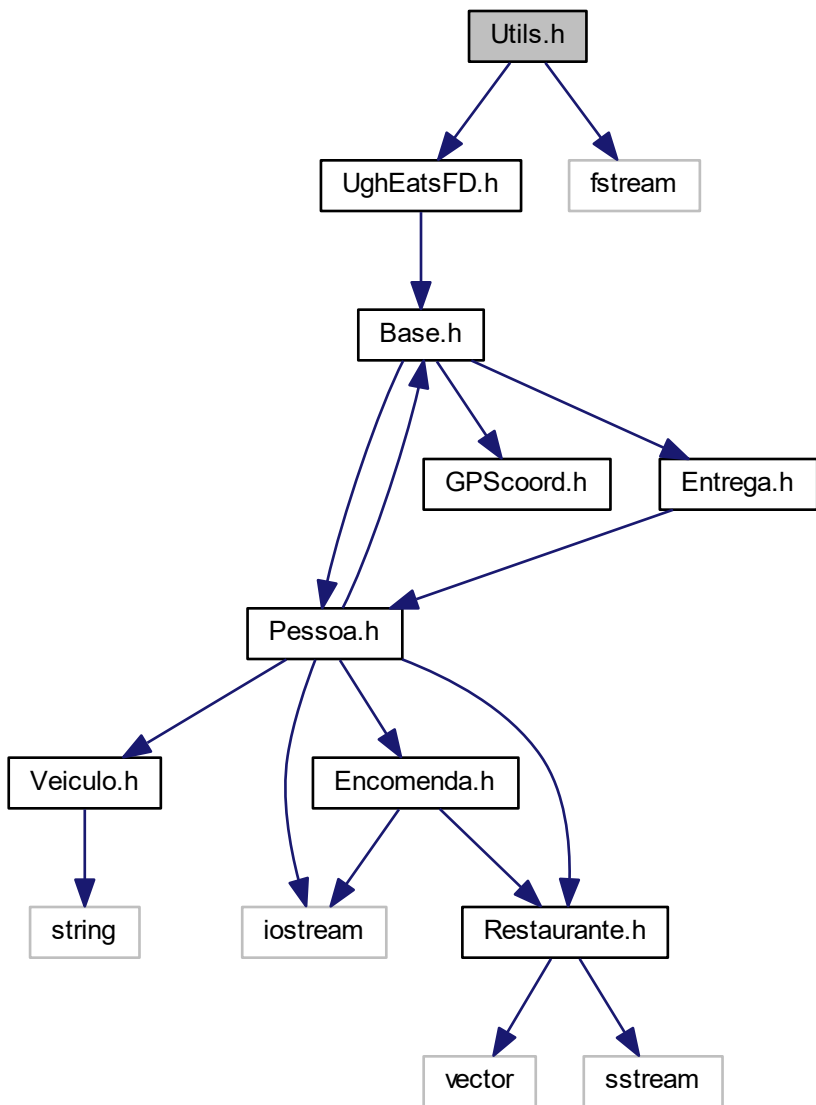 Utils.h
UghEatsFD.h
fstream
Base.h
GPScoord.h
Entrega.h
Pessoa.h
Veiculo.h
Encomenda.h
string
iostream
Restaurante.h
vector
sstream